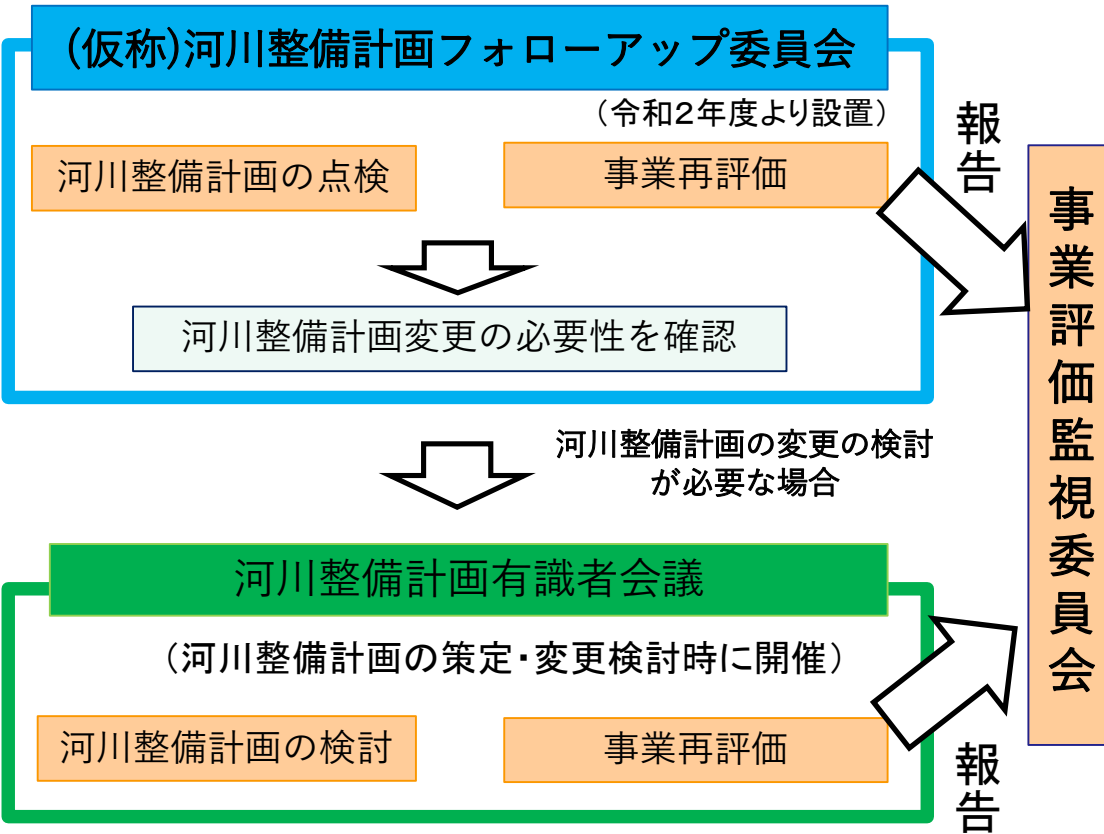 (仮称)河川整備計画フォローアップ委員会
（令和２年度より設置）
河川整備計画の点検
事業再評価
報告
河川整備計画変更の必要性を確認
事業評価監視委員会
河川整備計画の変更の検討
が必要な場合
河川整備計画有識者会議
（河川整備計画の策定・変更検討時に開催）
河川整備計画の検討
事業再評価
報告